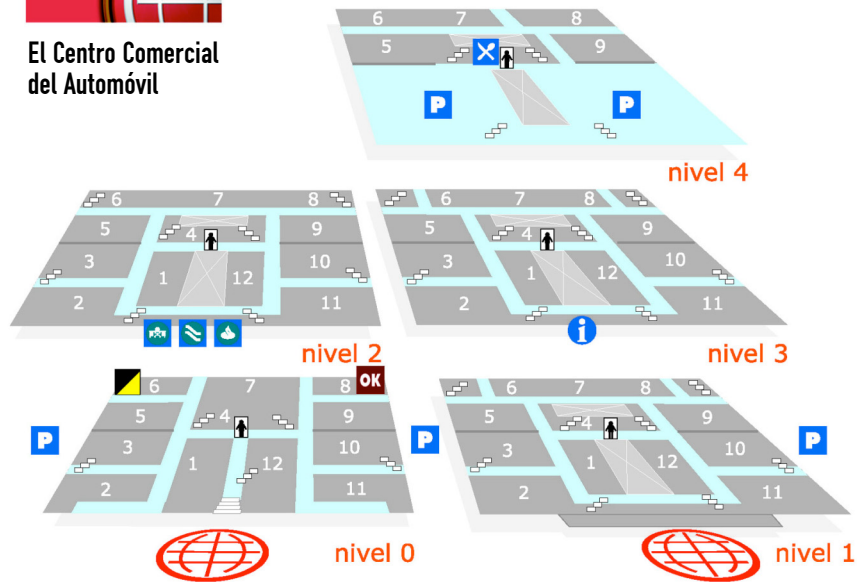 El Centro Comercial
del Automóvil
6 7 8
5 9
P P
nivel 4
6 7 8
5 4 9
3 10
1 12
2 11
nivel 2
6 7 8
5 4 9
3 10
1 12
2 11
i
nivel 3
6 7 8 OK
5 4 9
P 3 10 P
1 12
2 11
nivel 0
6 7 8
5 4 9
3 10 P
1 12
2 11
nivel 1